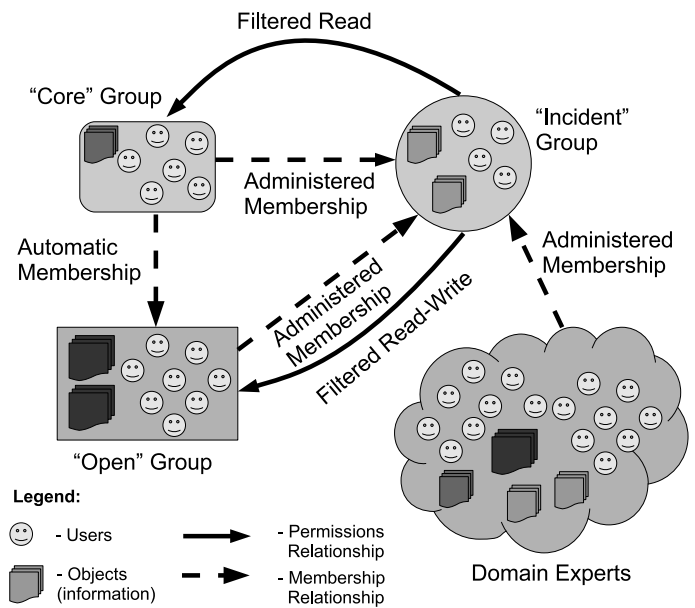 Filtered Read
“Core” Group
“Incident”
Group
Administered
Membership
Automatic
Membership
Administered
Membership
Administered
Membership
Filtered Read-Write
“Open” Group
Domain Experts
Legend:
- Users
- Permissions
Relationship
- Objects
(information)
- Membership
Relationship